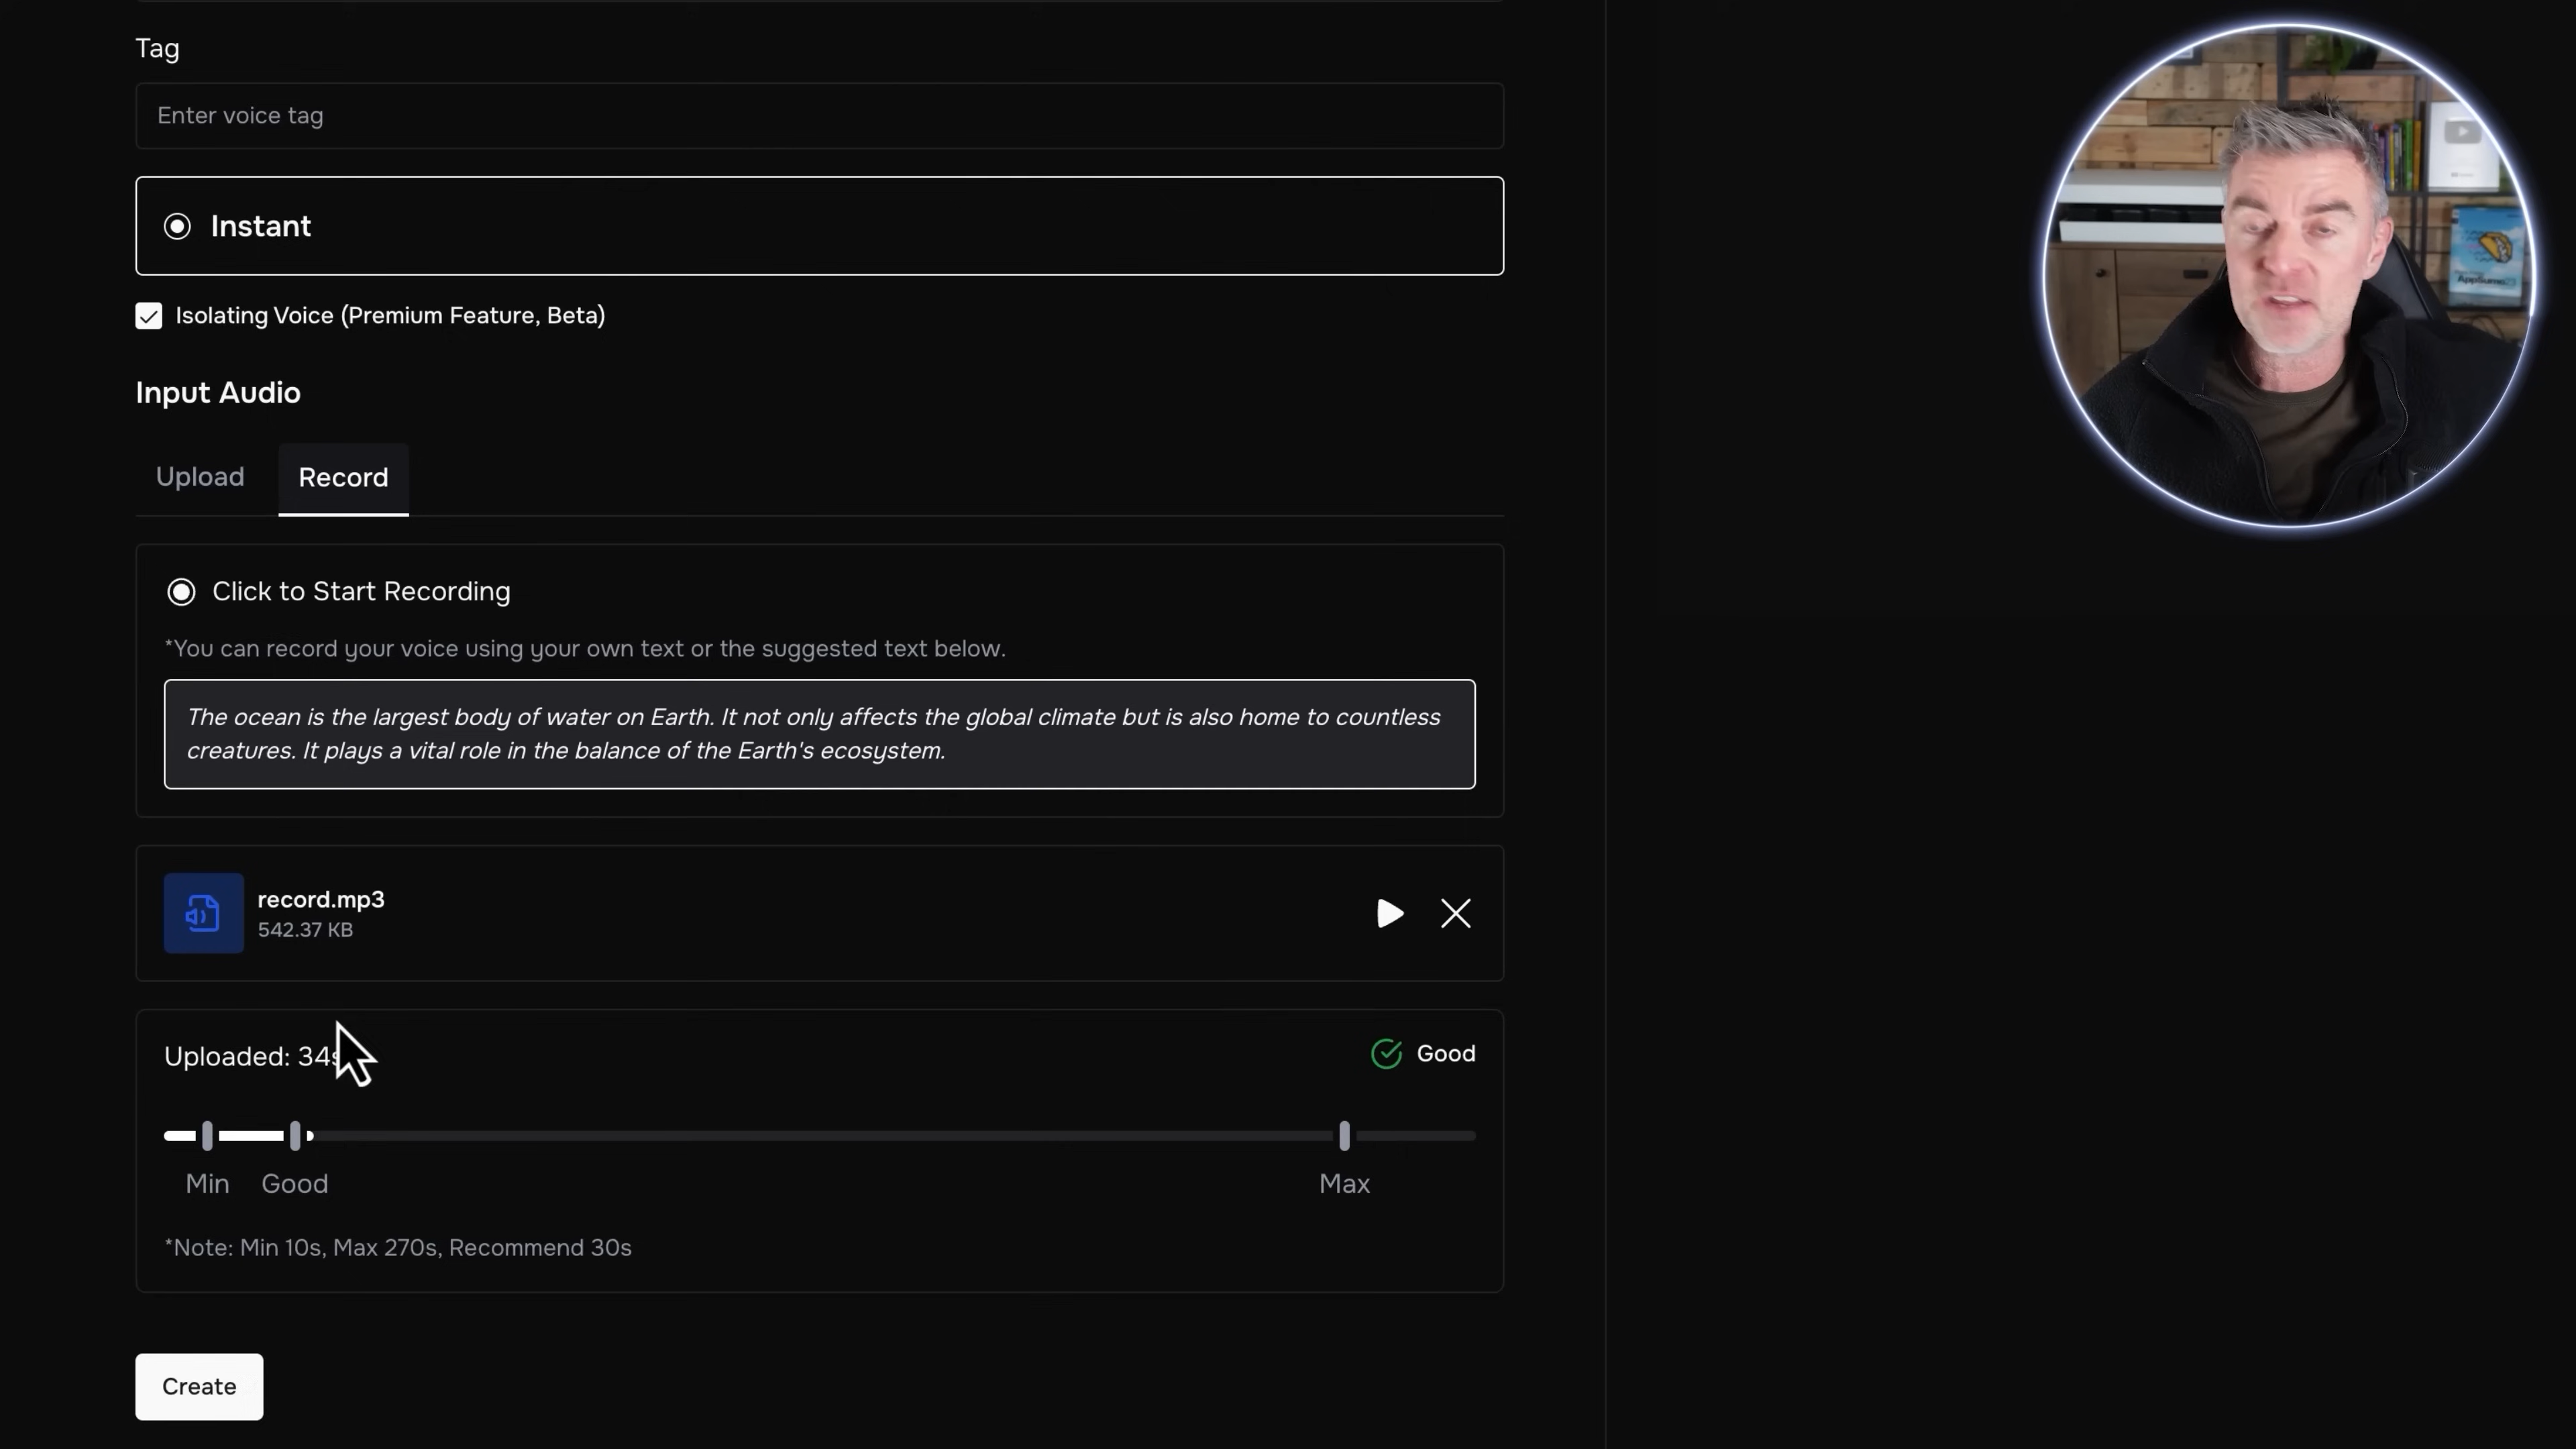 Tag
Enter voice tag
Instant
Isolating Voice (Premium Feature, Beta)
Input Audio
Upload
Record
Click to Start Recording
*You can record your voice using your own text or the suggested text below.
The ocean is the largest body of water on Earth. It not only affects the global climate but is also home to countless
creatures. It plays a vital role in the balance of the Earth's ecosystem.
record.mp3
542.37 KB
Uploaded: 34s
Good
Min
Good
Max
*Note: Min 10s, Max 270s, Recommend 30s
Create
AppSumo